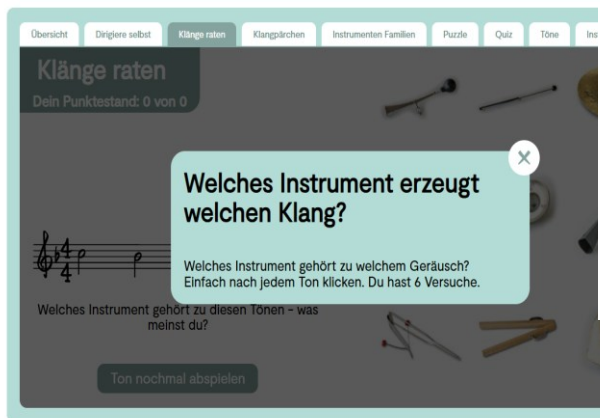 Übersicht
Dirigiere selbst
Klänge raten
Klangpärchen
Instrumenten Familien
Puzzle
Quiz
Töne
Klänge raten
Dein Punktestand: 0 von 0
Welches Instrument erzeugt
welchen Klang?
Welches Instrument gehört zu welchem Geräusch?
Einfach nach jedem Ton klicken. Du hast 6 Versuche.
4
4
Welches Instrument gehört zu diesen Tönen - was
meinst du?
Ton nochmal abspielen